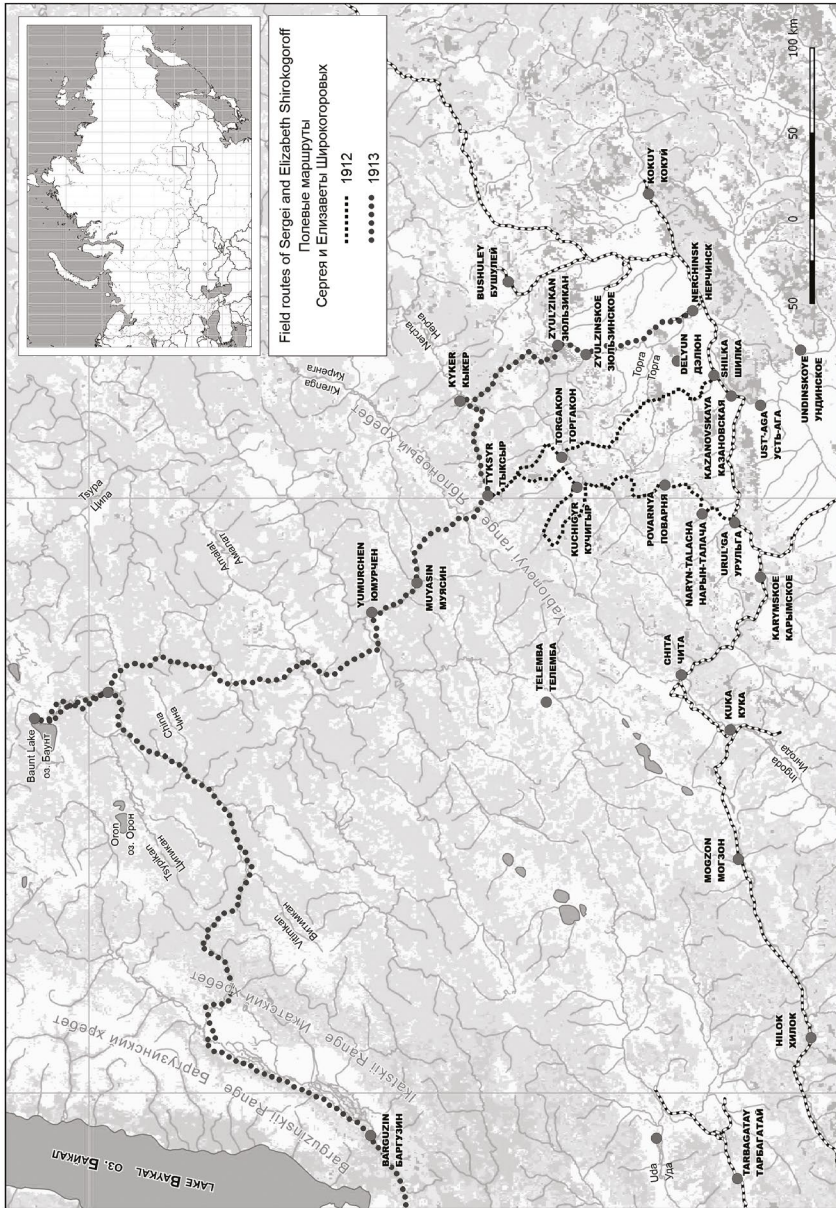 Field routes of Sergei and Elizabeth Shirokogoroff
Полевые маршруты
Сергея и Елизаветы Широкогоровых
1912
1913
LAKE BAYKAL оз. БАЙКАЛ
Barguzinskii Range Баргузинский хребет
Ikatskii Range Икатский хребет
BARGUZIN
БАРГУЗИН
Baunt Lake
оз. Баунт
Oron
оз. Орон
Tsypikan
Ципикан
China
Чина
Vitimkan
Витимкан
Tsypa
Ципа
Amalat
Амалат
YUMURCHEN
ЮМУРЧЕН
MUYASIN
МУЯСИН
TYKSYR
ТЫКСЫР
Yablonovyi range Яблоновый хребет
Kirenga
Киренга
Nercha
Нерча
KYKER
КЫКЕР
BUSHULEY
БУШУЛЕЙ
ZYUL'ZIKAN
ЗЮЛЬЗИКАН
ZYULZINSKOE
ЗЮЛЬЗИНСКОЕ
TORGAKON
ТОРГАКОН
KUCHIGYR
КУЧИГЫР
TELEMBA
ТЕЛЕМБА
Торга
Торга
DELYUN
ДЭЛЮН
NERCHINSK
НЕРЧИНСК
KOKUY
КОКУЙ
SHILKA
ШИЛКА
KAZANOVSKAYA
КАЗАНОВСКАЯ
UST'-AGA
УСТЬ-АГА
UNDINSKOYE
УНДИНСКОЕ
POVARNYA
ПОВАРНЯ
NARYN-TALACHA
НАРЫН-ТАЛАЧА
URUL'GA
УРУЛЬГА
KARYMSKOE
КАРЫМСКОЕ
CHITA
ЧИТА
KUKA
КУКА
Ingoda
Ингода
MOGZON
МОГЗОН
HILOK
ХИЛОК
Uda
Уда
TARBAGATAY
ТАРБАГАТАЙ
50 0 50 100 km